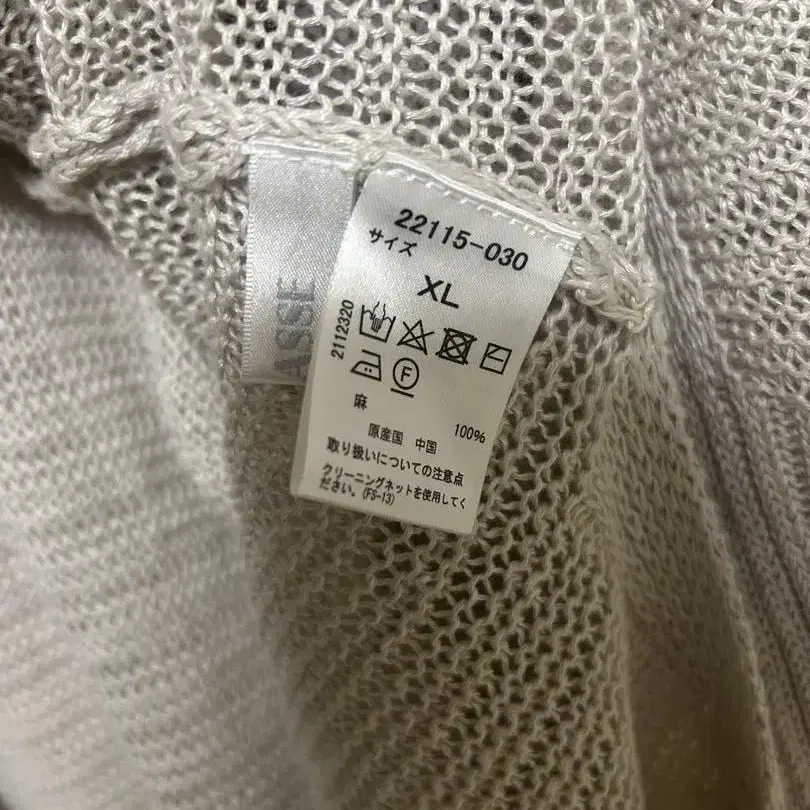 22115-030
サイズ
XL
2112320
F
麻
100%
原産国 中国
取り扱いについての注意点
クリーニングネットを使用してく
ださい。(FS-13)
ASSE